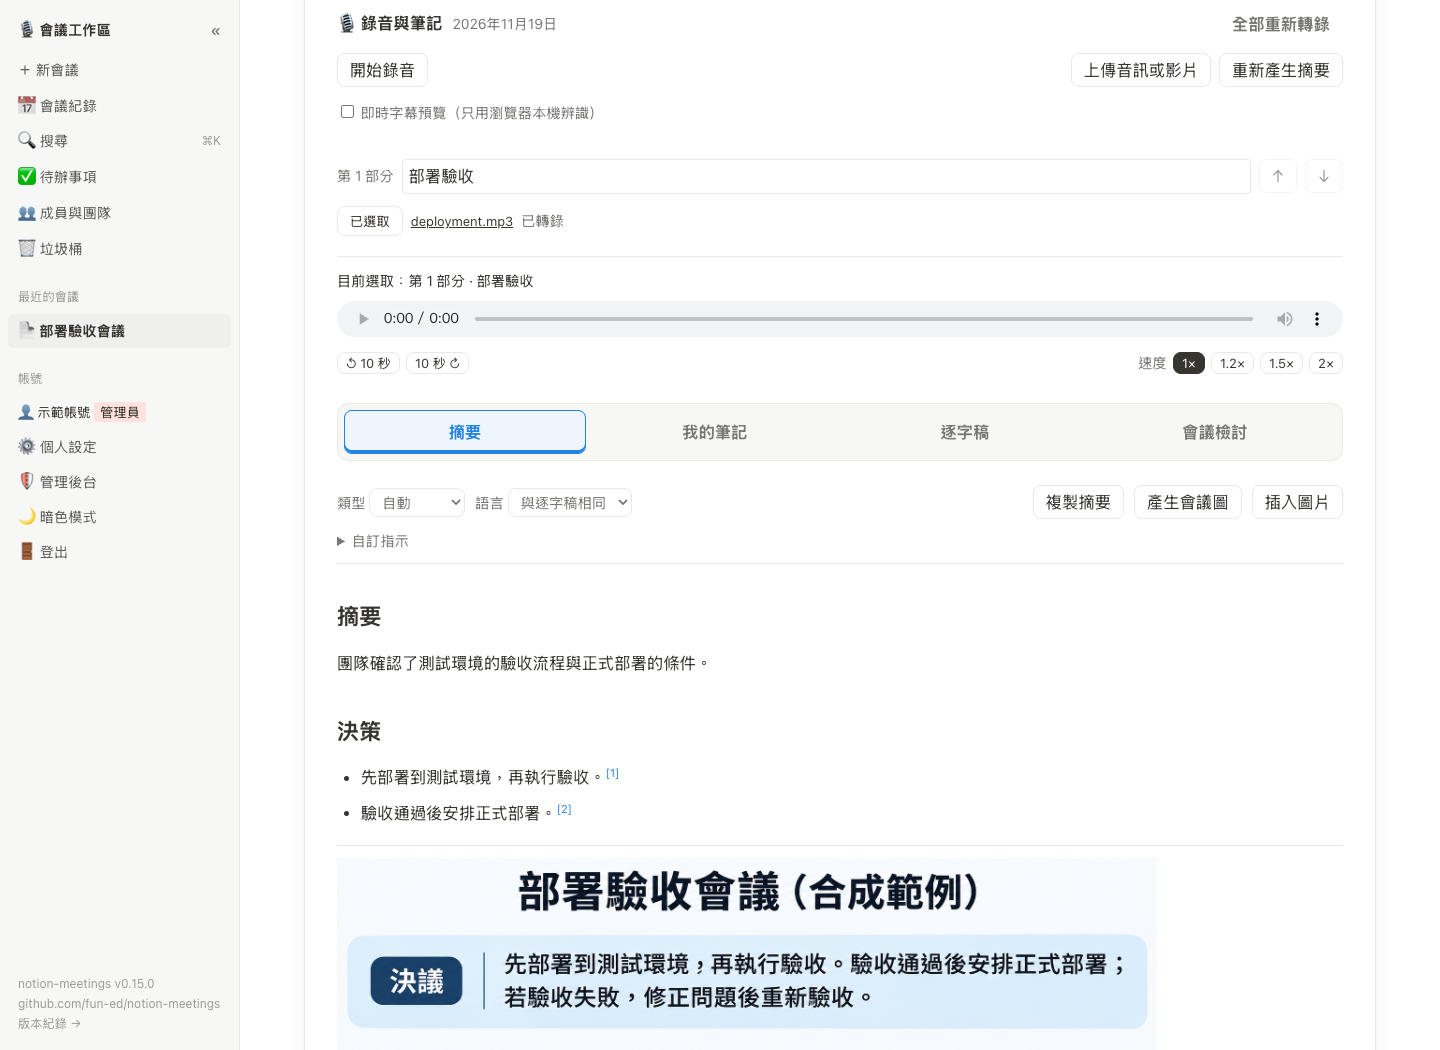 會議工作區 «
+ 新會議
會議紀錄
搜尋 ⌘K
待辦事項
成員與團隊
垃圾桶
最近的會議
部署驗收會議
帳號
示範帳號 管理員
個人設定
管理後台
暗色模式
登出
notion-meetings v0.15.0
github.com/fun-ed/notion-meetings
版本紀錄 →
錄音與筆記 2026年11月19日 全部重新轉錄
開始錄音 上傳音訊或影片 重新產生摘要
即時字幕預覽（只用瀏覽器本機辨識）
第 1 部分 部署驗收 ↑ ↓
已選取 deployment.mp3 已轉錄
目前選取：第 1 部分 · 部署驗收
0:00 / 0:00
↺ 10 秒 10 秒 ↻ 速度 1× 1.2× 1.5× 2×
摘要 我的筆記 逐字稿 會議檢討
類型 自動 語言 與逐字稿相同 複製摘要 產生會議圖 插入圖片
▶ 自訂指示
摘要
團隊確認了測試環境的驗收流程與正式部署的條件。
決策
• 先部署到測試環境，再執行驗收。[1]
• 驗收通過後安排正式部署。[2]
部署驗收會議（合成範例）
決議 先部署到測試環境，再執行驗收。驗收通過後安排正式部署；
若驗收失敗，修正問題後重新驗收。